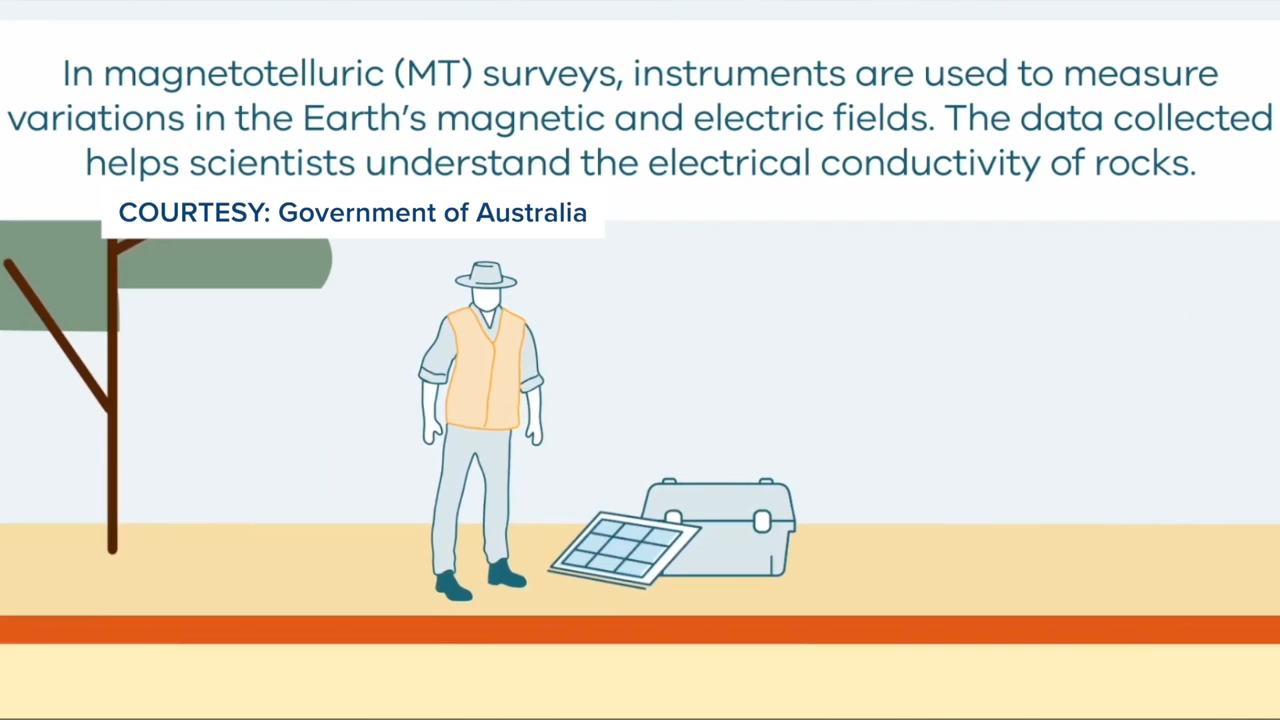 In magnetotelluric (MT) surveys, instruments are used to measure
variations in the Earth’s magnetic and electric fields. The data collected
helps scientists understand the electrical conductivity of rocks.
COURTESY: Government of Australia